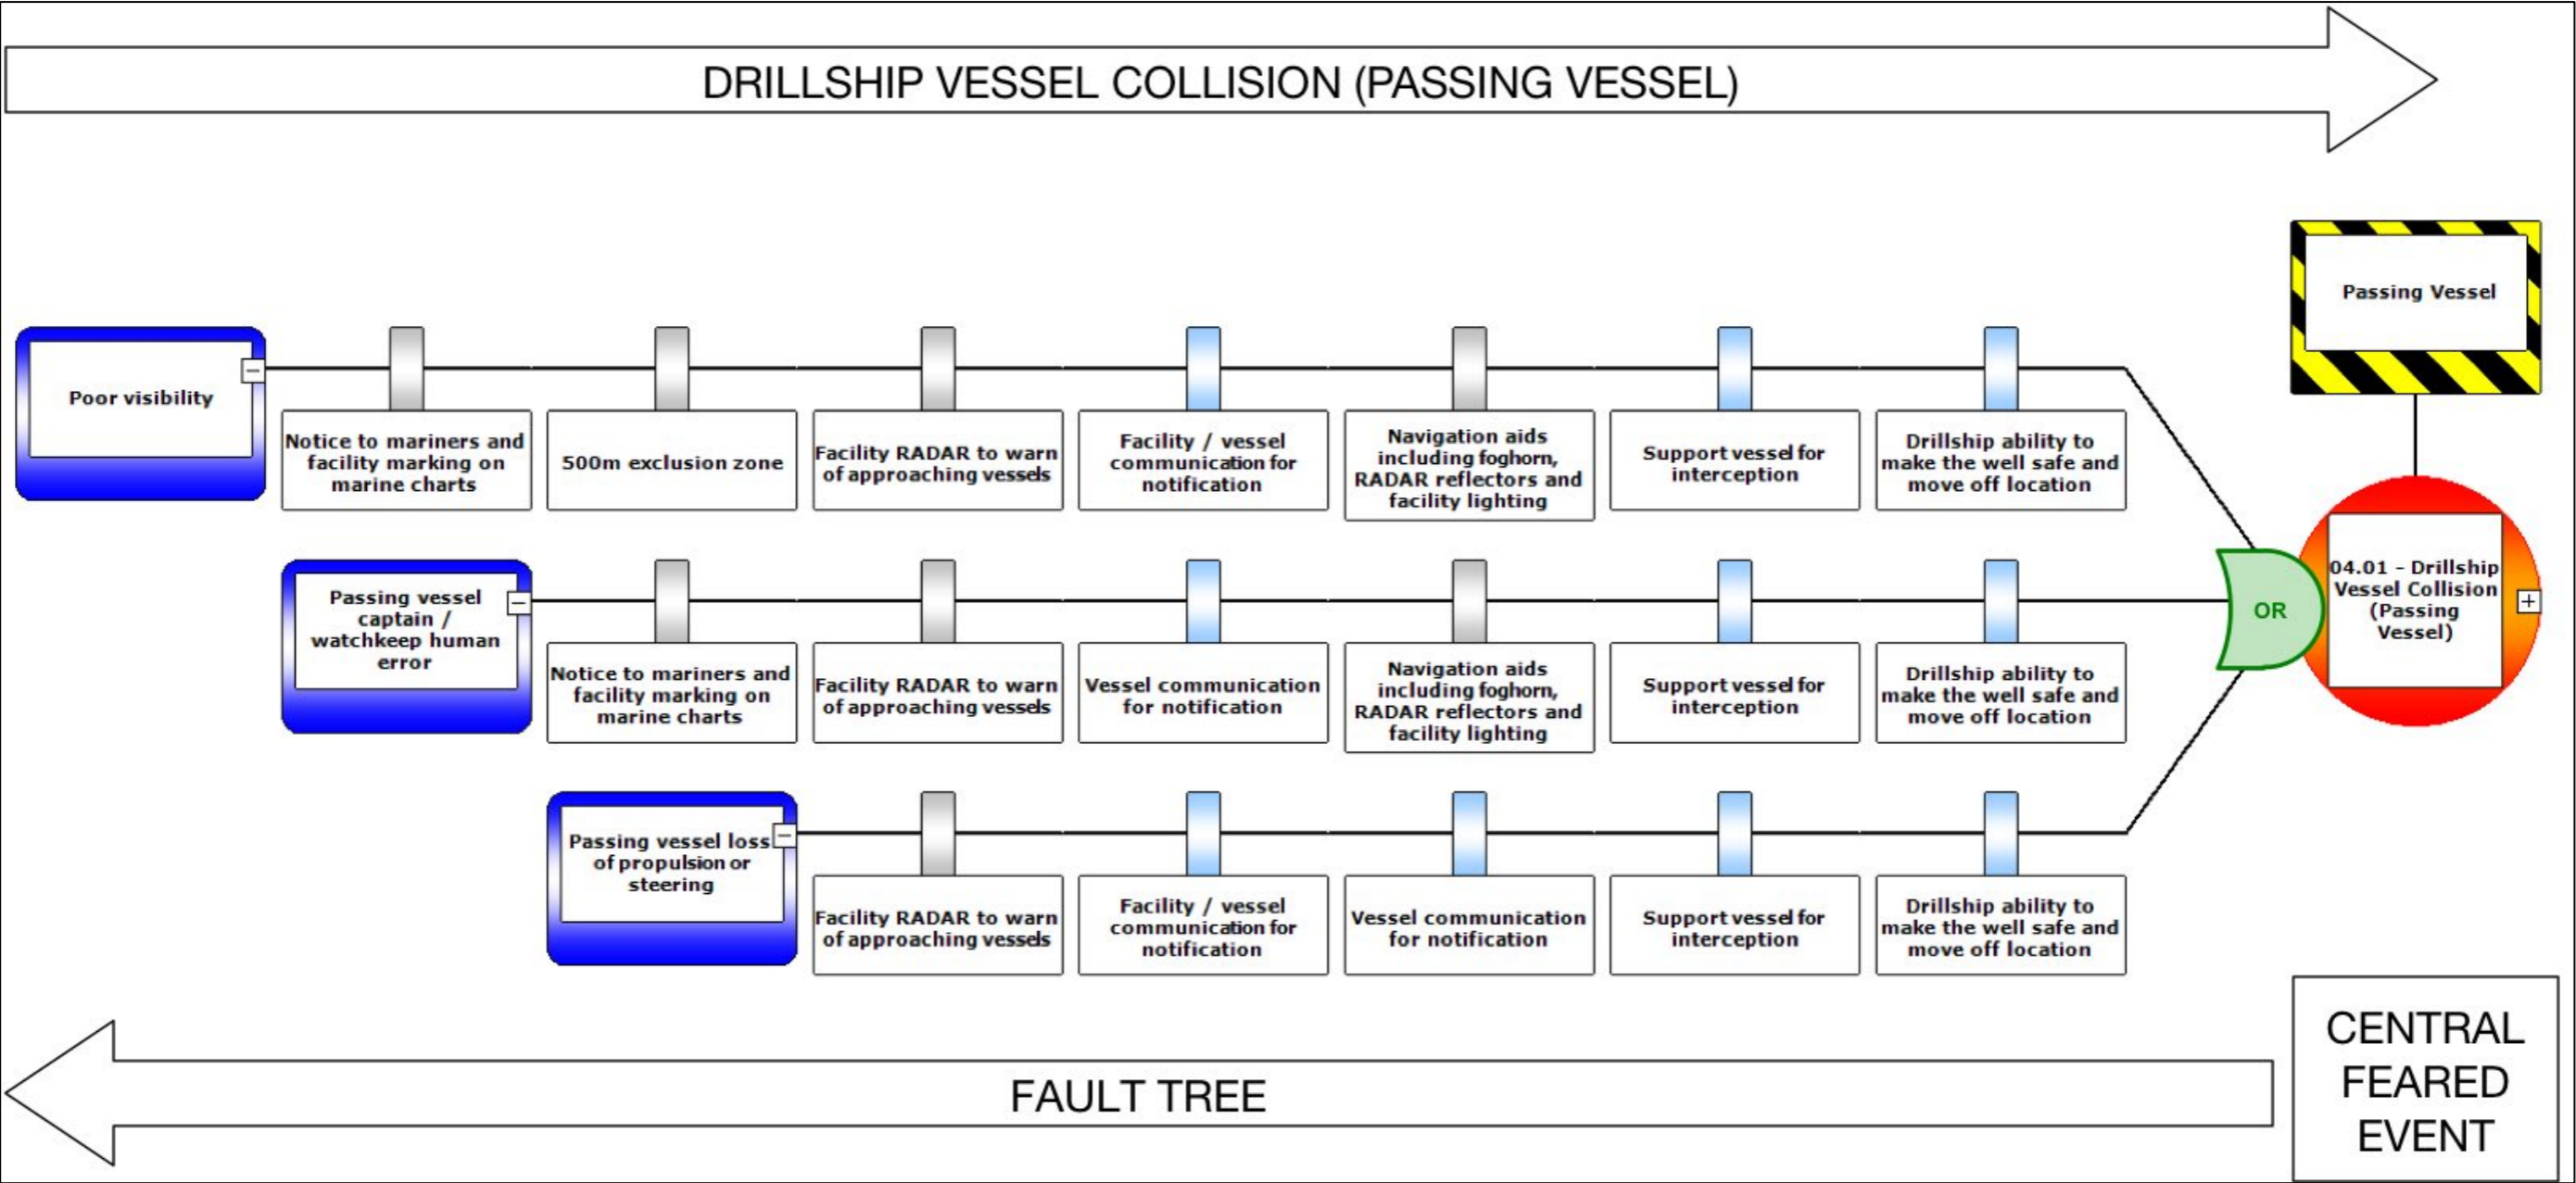 DRILLSHIP VESSEL COLLISION (PASSING VESSEL)
Passing Vessel
Poor visibility
Notice to mariners and
facility marking on
marine charts
500m exclusion zone
Facility RADAR to warn
of approaching vessels
Facility / vessel
communication for
notification
Navigation aids
including foghorn,
RADAR reflectors and
facility lighting
Support vessel for
interception
Drillship ability to
make the well safe and
move off location
Passing vessel
captain /
watchkeep human
error
Notice to mariners and
facility marking on
marine charts
Facility RADAR to warn
of approaching vessels
Vessel communication
for notification
Navigation aids
including foghorn,
RADAR reflectors and
facility lighting
Support vessel for
interception
Drillship ability to
make the well safe and
move off location
OR
04.01 - Drillship
Vessel Collision
(Passing
Vessel)
Passing vessel loss
of propulsion or
steering
Facility RADAR to warn
of approaching vessels
Facility / vessel
communication for
notification
Vessel communication
for notification
Support vessel for
interception
Drillship ability to
make the well safe and
move off location
FAULT TREE
CENTRAL
FEARED
EVENT